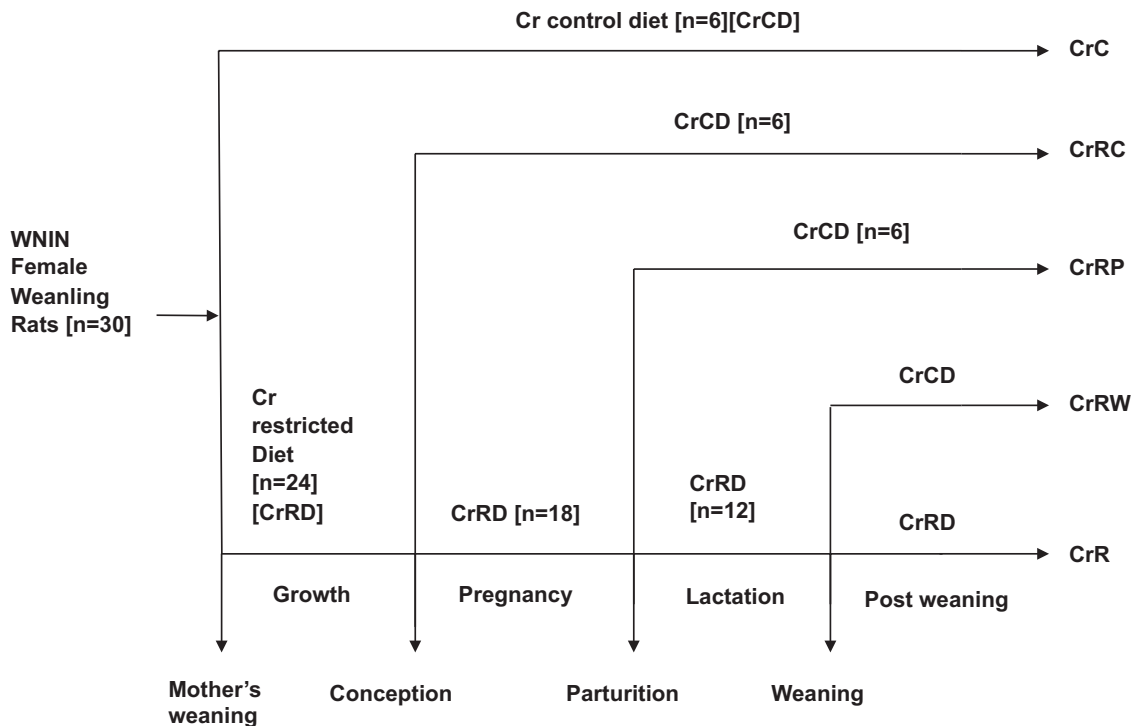 Cr control diet [n=6][CrCD]
CrC
CrCD [n=6]
CrRC
CrCD [n=6]
CrRP
WNIN
Female
Weanling
Rats [n=30]
CrCD
CrRW
Cr
restricted
Diet
[n=24]
[CrRD]
CrRD [n=18]
CrRD
[n=12]
CrRD
CrR
Growth
Pregnancy
Lactation
Post weaning
Mother's
weaning
Conception
Parturition
Weaning